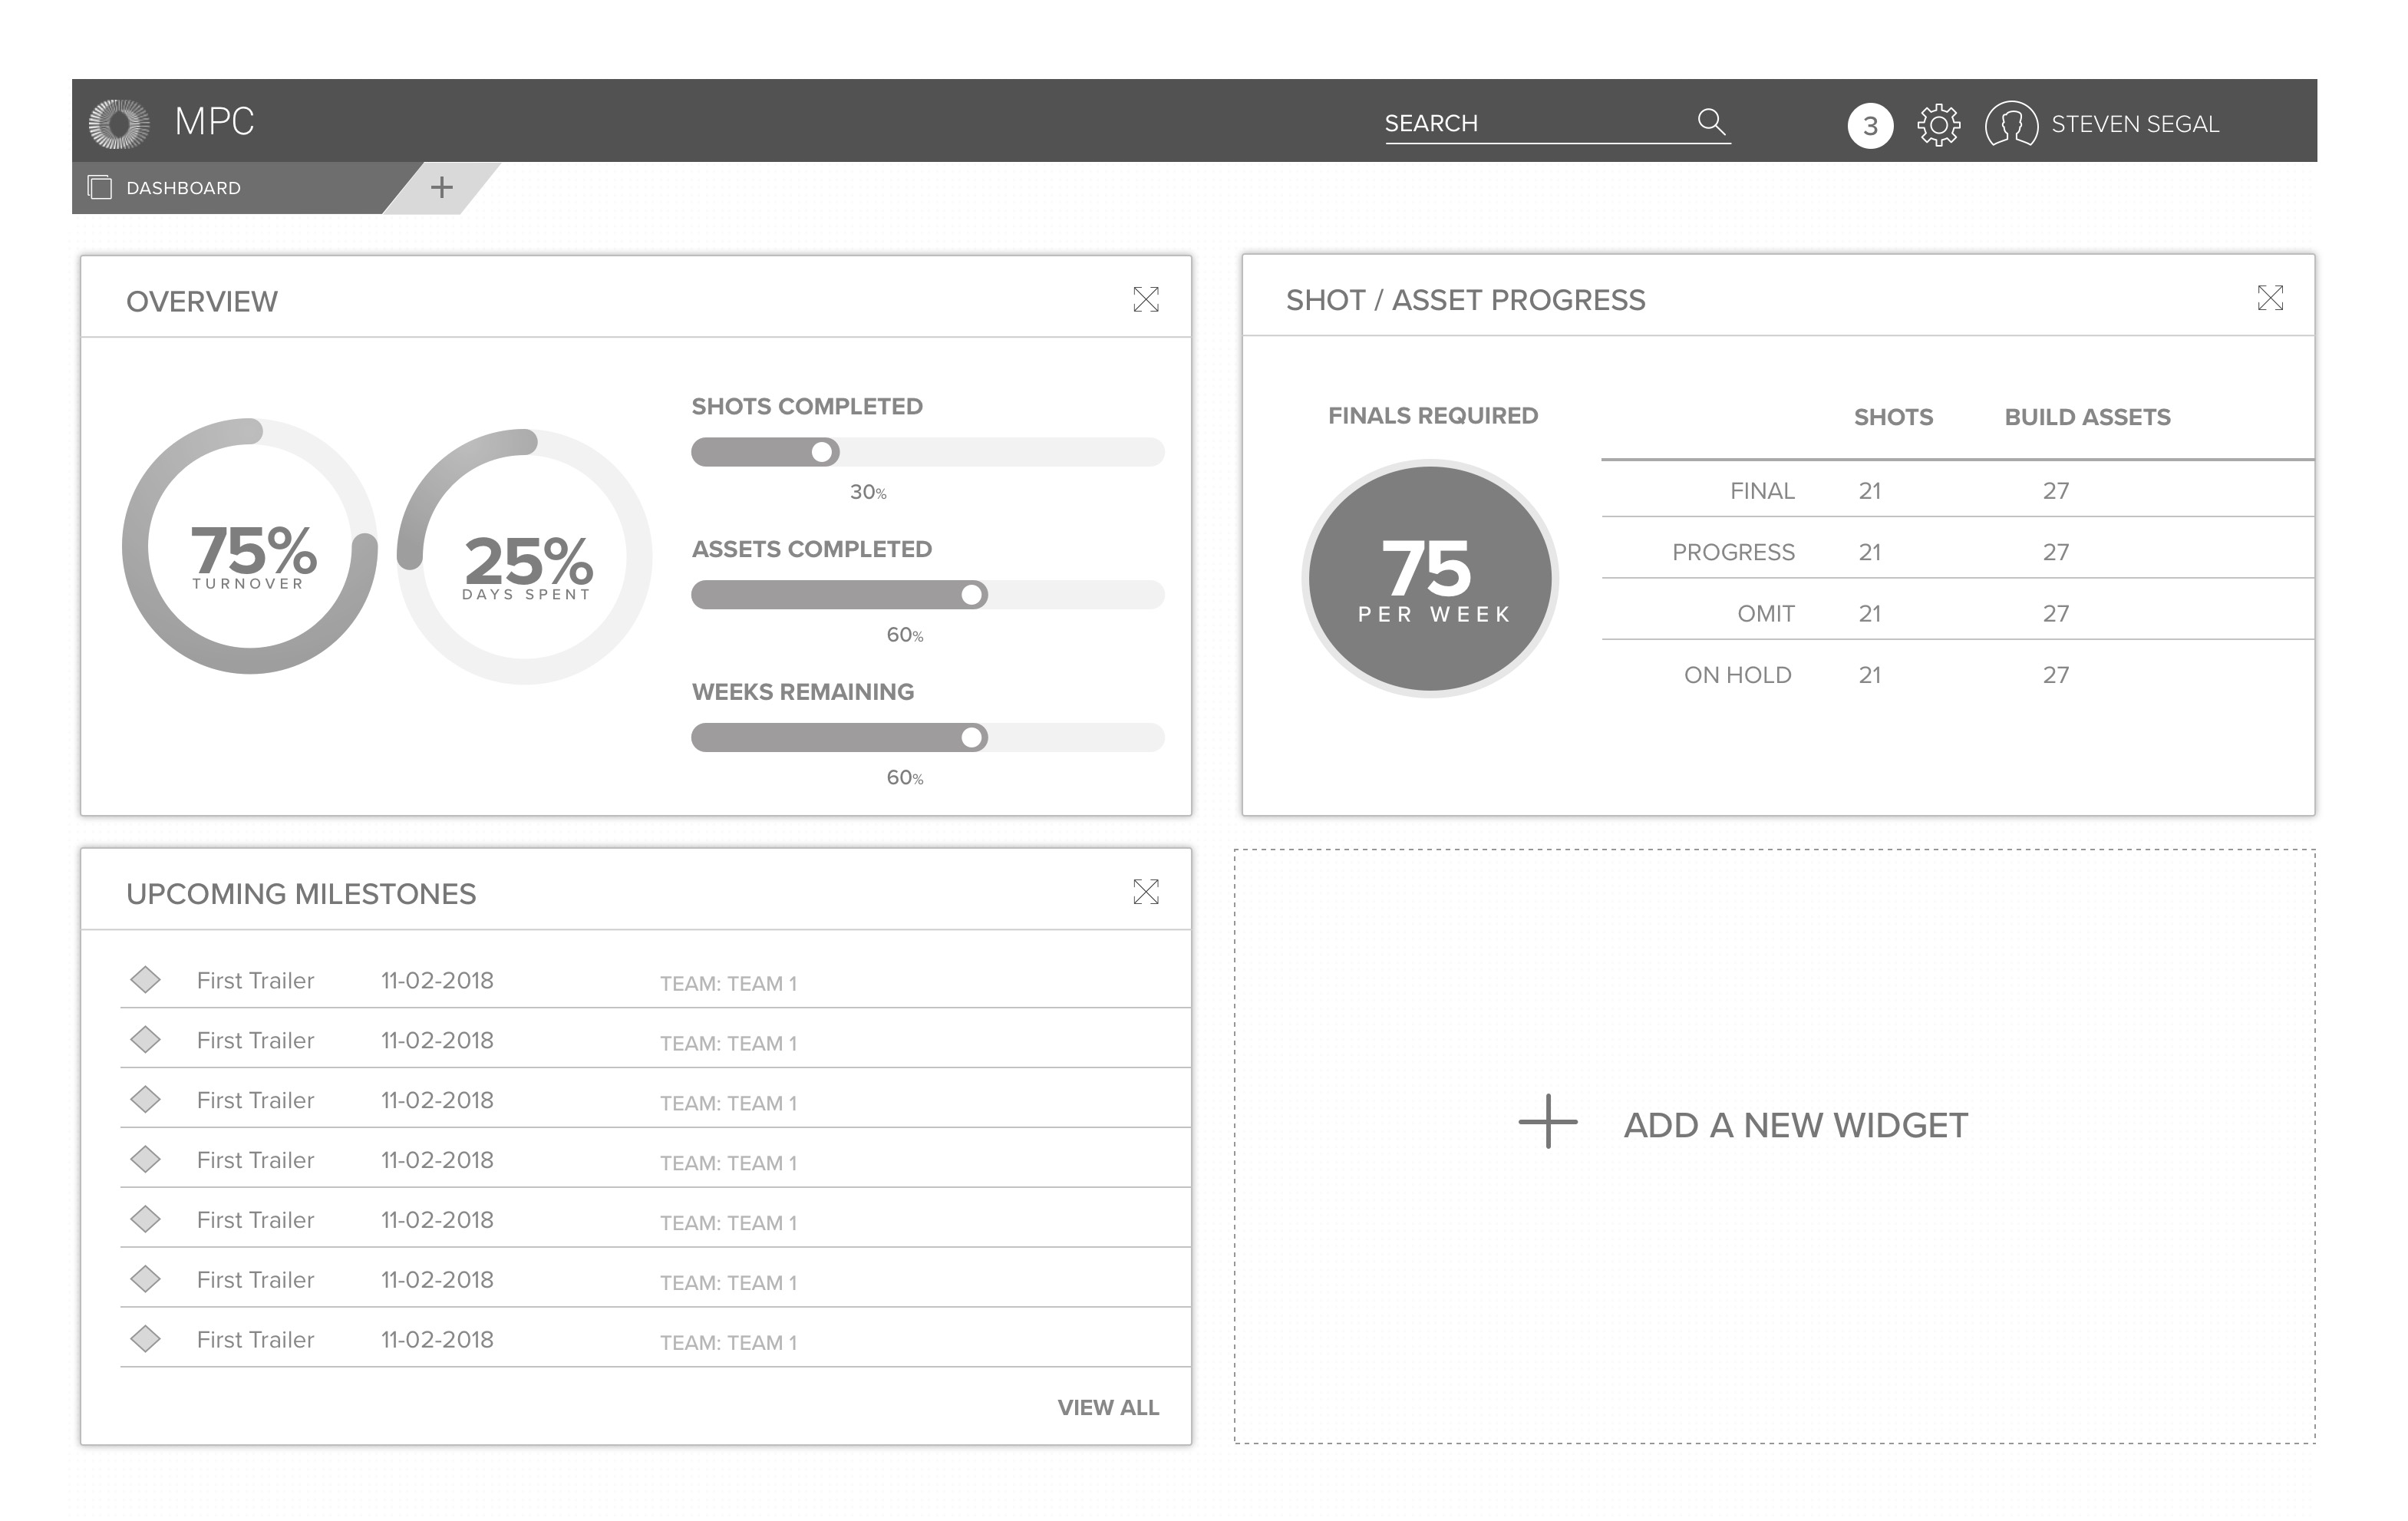 MPC
SEARCH
3
STEVEN SEGAL
DASHBOARD
+
OVERVIEW
75%
TURNOVER
25%
DAYS SPENT
SHOTS COMPLETED
30%
ASSETS COMPLETED
60%
WEEKS REMAINING
60%
SHOT / ASSET PROGRESS
FINALS REQUIRED
75
PER WEEK
SHOTS BUILD ASSETS
FINAL 21 27
PROGRESS 21 27
OMIT 21 27
ON HOLD 21 27
UPCOMING MILESTONES
First Trailer 11-02-2018 TEAM: TEAM 1
First Trailer 11-02-2018 TEAM: TEAM 1
First Trailer 11-02-2018 TEAM: TEAM 1
First Trailer 11-02-2018 TEAM: TEAM 1
First Trailer 11-02-2018 TEAM: TEAM 1
First Trailer 11-02-2018 TEAM: TEAM 1
First Trailer 11-02-2018 TEAM: TEAM 1
VIEW ALL
+ ADD A NEW WIDGET